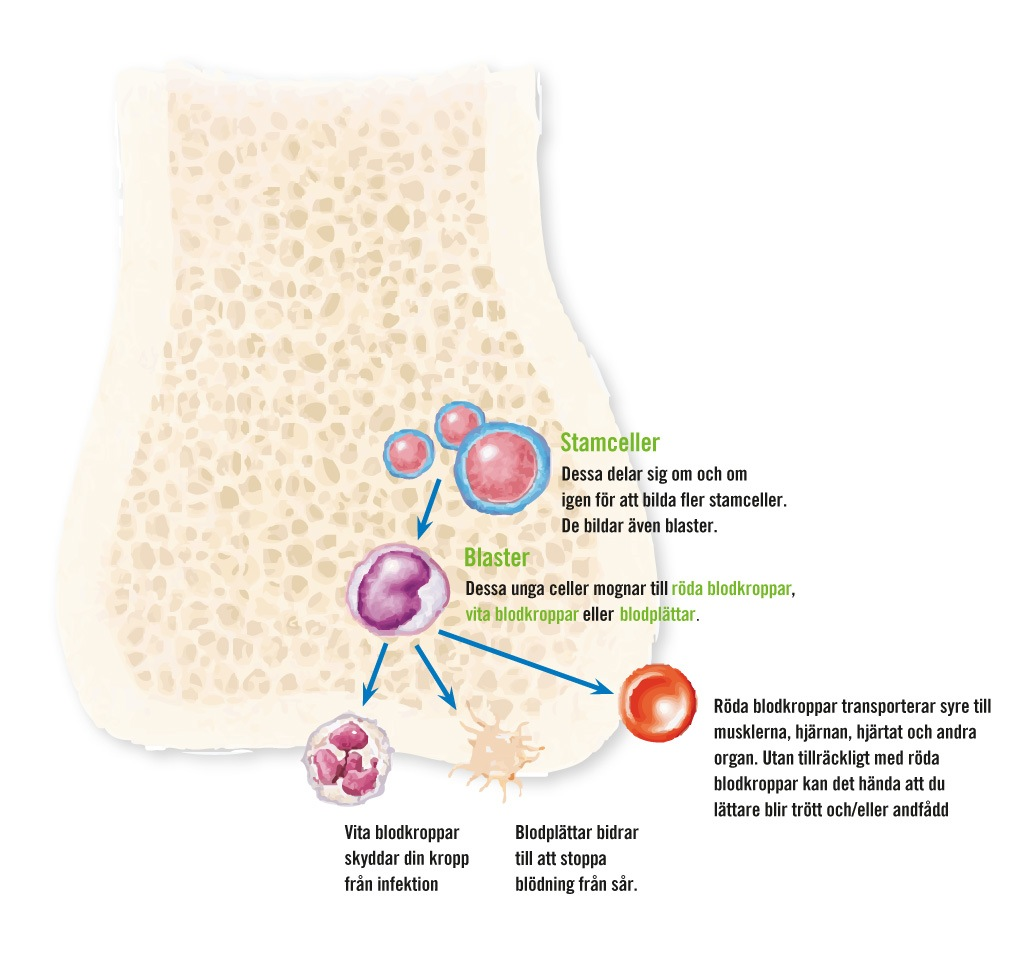 Stamceller
Dessa delar sig om och om
igen för att bilda fler stamceller.
De bildar även blaster.
Blaster
Dessa unga celler mognar till röda blodkroppar,
vita blodkroppar eller blodplättar.
Röda blodkroppar transporterar syre till
musklerna, hjärnan, hjärtat och andra
organ. Utan tillräckligt med röda
blodkroppar kan det hända att du
lättare blir trött och/eller andfådd
Vita blodkroppar
skyddar din kropp
från infektion
Blodplättar bidrar
till att stoppa
blödning från sår.